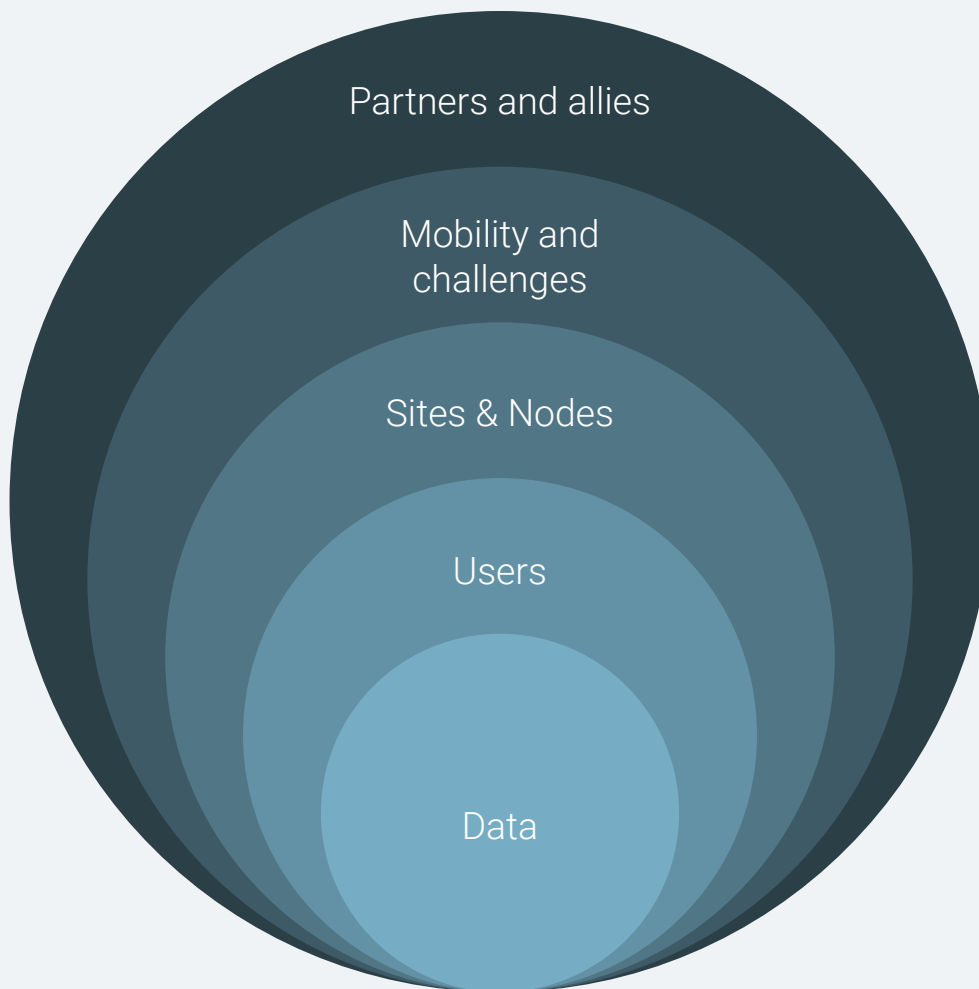 Partners and allies
Mobility and
challenges
Sites & Nodes
Users
Data